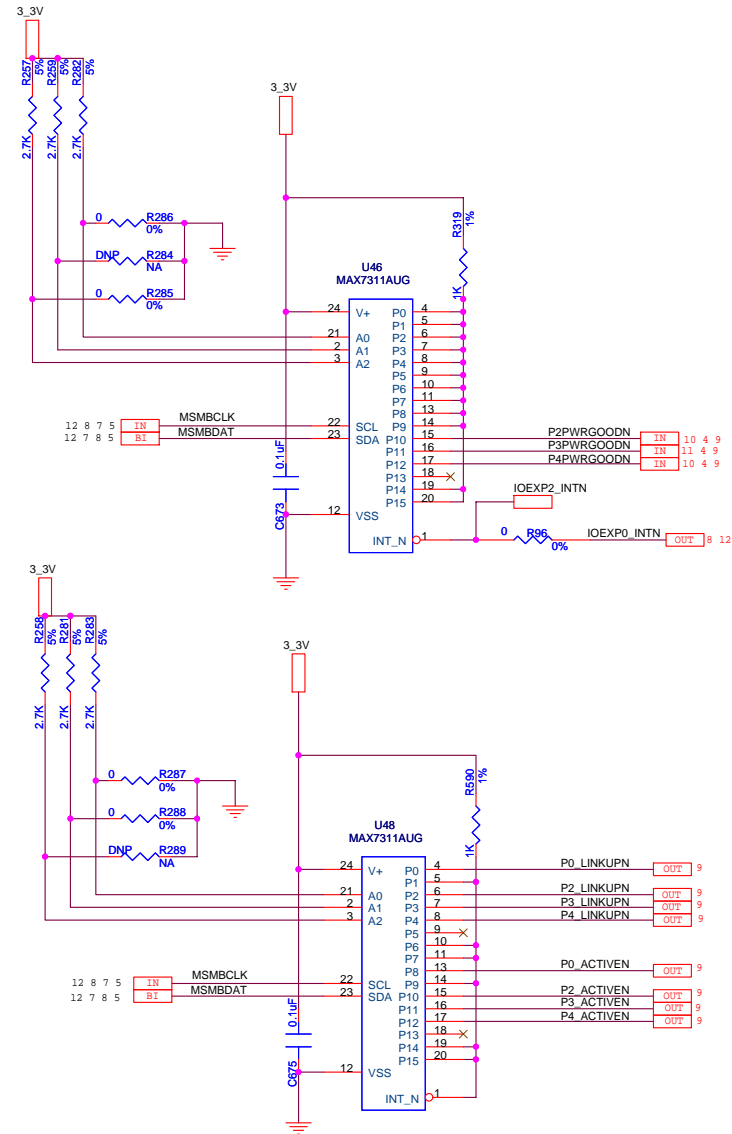 3_3V
R257 5% 2.7K
R259 5% 2.7K
R282 5% 2.7K
3_3V
0 R286 0%
DNP R284 NA
0 R285 0%
R319 1% 1K
U46
MAX7311AUG
24 V+ P0 4
P1 5
21 A0 P2 6
2 A1 P3 7
3 A2 P4 8
P5 9
P6 10
P7 11
P8 13
12 8 7 5 IN MSMBCLK 22 SCL P9 14
12 7 8 5 BI MSMBDAT 23 SDA P10 15 P2PWRGOODN IN 10 4 9
P11 16 P3PWRGOODN IN 11 4 9
P12 17 P4PWRGOODN IN 10 4 9
P13 18
P14 19
P15 20
0.1uF C673
12 VSS
IOEXP2_INTN
INT_N 1 0 R96 0% IOEXP0_INTN OUT 8 12
3_3V
R258 5% 2.7K
R281 5% 2.7K
R283 5% 2.7K
3_3V
0 R287 0%
0 R288 0%
DNP R289 NA
R590 1% 1K
U48
MAX7311AUG
24 V+ P0 4 P0_LINKUPN OUT 9
P1 5
21 A0 P2 6 P2_LINKUPN OUT 9
2 A1 P3 7 P3_LINKUPN OUT 9
3 A2 P4 8 P4_LINKUPN OUT 9
P5 9
P6 10
P7 11
P8 13 P0_ACTIVEN OUT 9
12 8 7 5 IN MSMBCLK 22 SCL P9 14
12 7 8 5 BI MSMBDAT 23 SDA P10 15 P2_ACTIVEN OUT 9
P11 16 P3_ACTIVEN OUT 9
P12 17 P4_ACTIVEN OUT 9
P13 18
P14 19
P15 20
0.1uF C675
12 VSS
INT_N 1